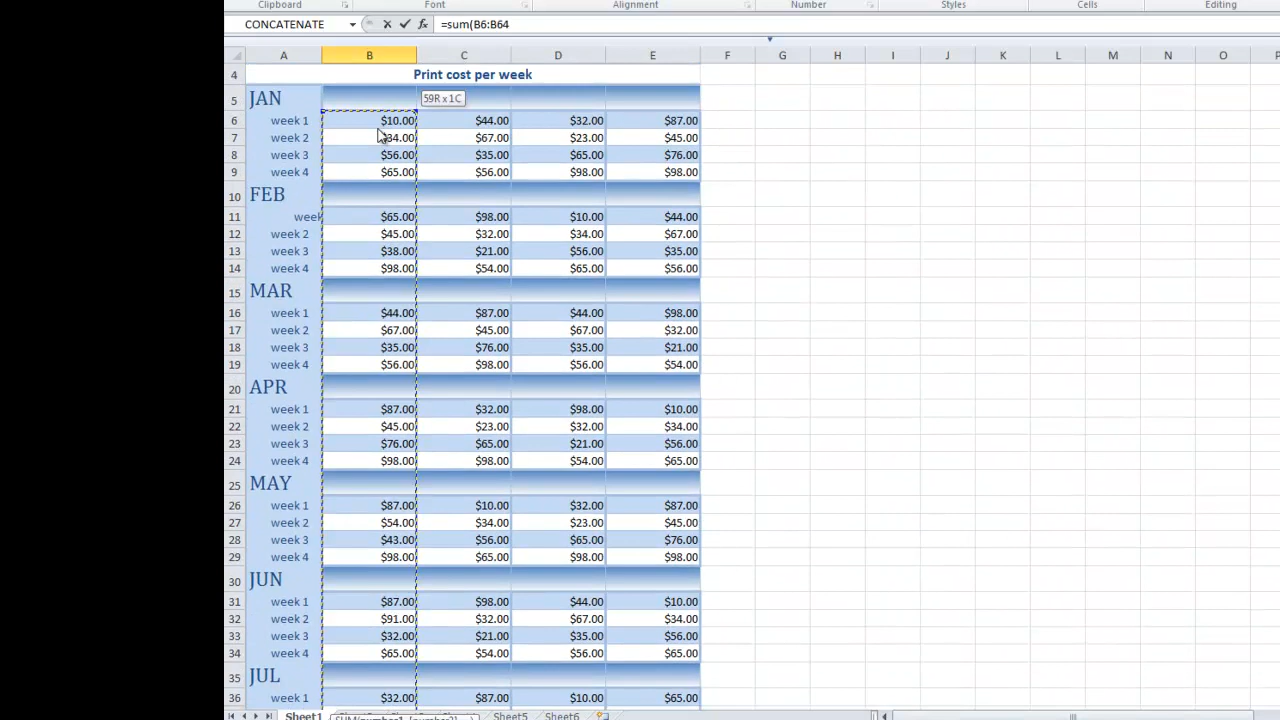 Clipboard Font Alignment Number Styles Cells Editing
CONCATENATE fx =sum(B6:B64
A B C D E F G H I J K L M N O P
4 Print cost per week
5 JAN 59R x 1C
6 week 1 $10.00 $44.00 $32.00 $87.00
7 week 2 $34.00 $67.00 $23.00 $45.00
8 week 3 $56.00 $35.00 $65.00 $76.00
9 week 4 $65.00 $56.00 $98.00 $98.00
10 FEB
11 week $65.00 $98.00 $10.00 $44.00
12 week 2 $45.00 $32.00 $34.00 $67.00
13 week 3 $38.00 $21.00 $56.00 $35.00
14 week 4 $98.00 $54.00 $65.00 $56.00
15 MAR
16 week 1 $44.00 $87.00 $44.00 $98.00
17 week 2 $67.00 $45.00 $67.00 $32.00
18 week 3 $35.00 $76.00 $35.00 $21.00
19 week 4 $56.00 $98.00 $56.00 $54.00
20 APR
21 week 1 $87.00 $32.00 $98.00 $10.00
22 week 2 $45.00 $23.00 $32.00 $34.00
23 week 3 $76.00 $65.00 $21.00 $56.00
24 week 4 $98.00 $98.00 $54.00 $65.00
25 MAY
26 week 1 $87.00 $10.00 $32.00 $87.00
27 week 2 $54.00 $34.00 $23.00 $45.00
28 week 3 $43.00 $56.00 $65.00 $76.00
29 week 4 $98.00 $65.00 $98.00 $98.00
30 JUN
31 week 1 $87.00 $98.00 $44.00 $10.00
32 week 2 $91.00 $32.00 $67.00 $34.00
33 week 3 $32.00 $21.00 $35.00 $56.00
34 week 4 $65.00 $54.00 $56.00 $65.00
35 JUL
36 week 1 $32.00 $87.00 $10.00 $65.00
Sheet1 SUM(number1, [number2], ...) Sheet5 Sheet6